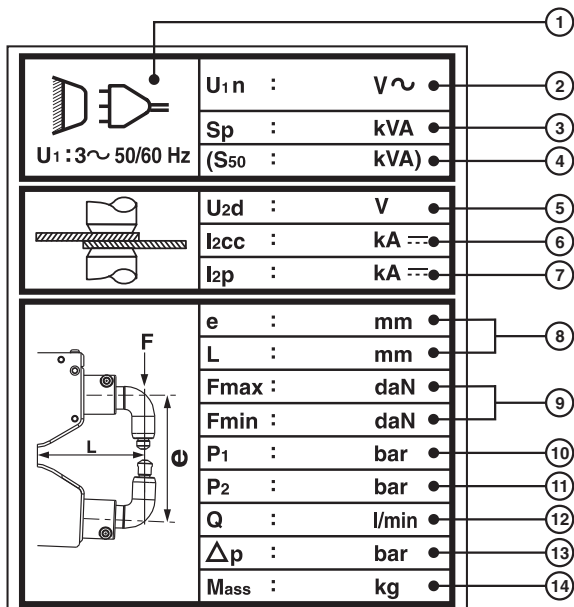 1
U1n : V~ 2
Sp : kVA 3
U1 : 3~ 50/60 Hz (S50 : kVA) 4
U2d : V 5
I2cc : kA ⎓ 6
I2p : kA ⎓ 7
e : mm 8
L : mm
F
Fmax : daN 9
Fmin : daN
L
e
P1 : bar 10
P2 : bar 11
Q : l/min 12
Δp : bar 13
Mass : kg 14